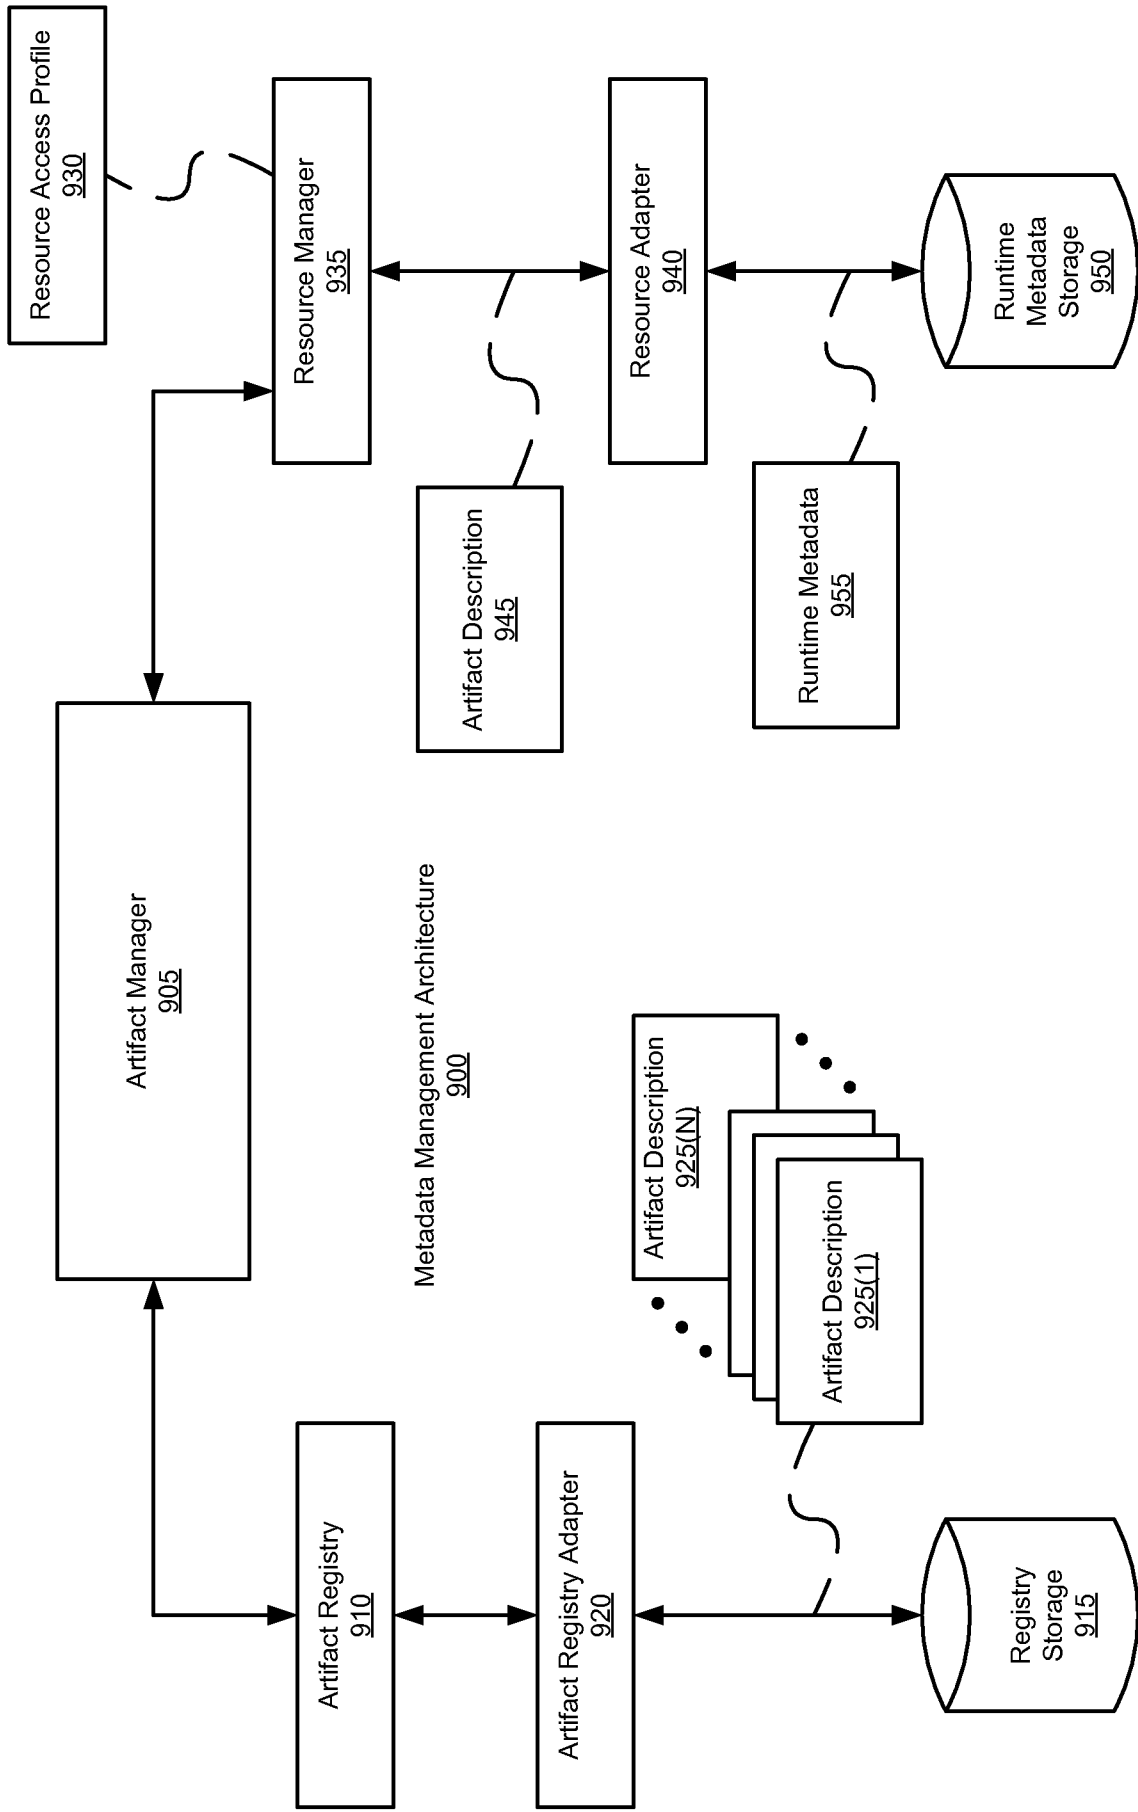 Artifact Manager
905
Resource Access Profile
930
Artifact Registry
910
Resource Manager
935
Metadata Management Architecture
900
Artifact Description
945
Artifact Registry Adapter
920
Resource Adapter
940
Artifact Description
925(N)
Artifact Description
925(1)
Runtime Metadata
955
Registry
Storage
915
Runtime
Metadata
Storage
950